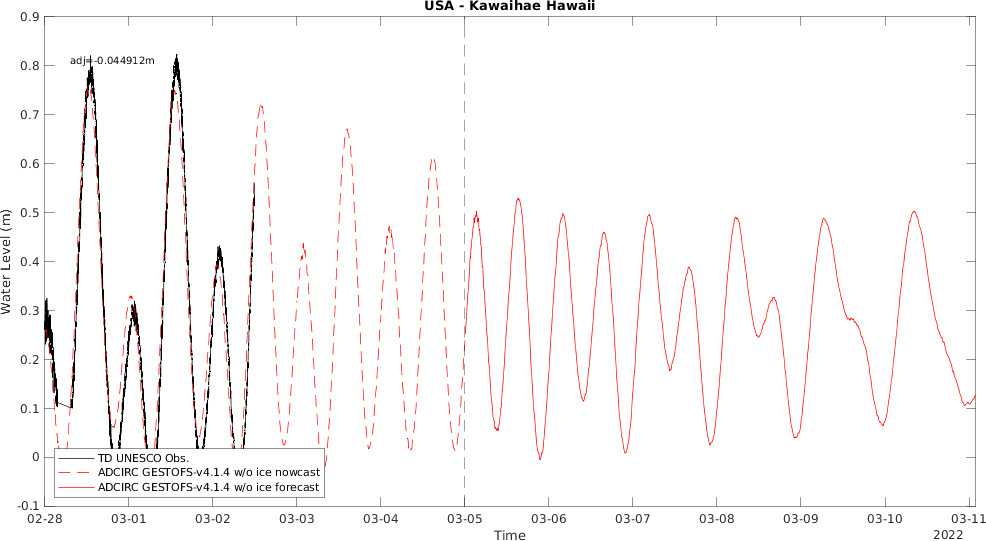 USA - Kawaihae Hawaii
0.9
adj=-0.044912m
0.8
0.7
0.6
0.5
0.4
0.3
0.2
0.1
0
-0.1
Water Level (m)
TD UNESCO Obs.
ADCIRC GESTOFS-v4.1.4 w/o ice nowcast
ADCIRC GESTOFS-v4.1.4 w/o ice forecast
02-28 03-01 03-02 03-03 03-04 03-05 03-06 03-07 03-08 03-09 03-10 03-11
Time
2022